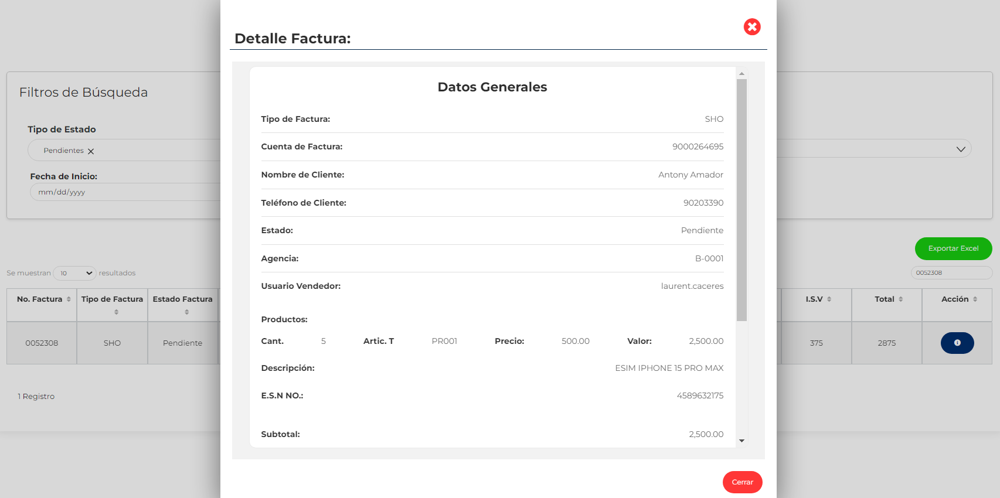 Detalle Factura:
Datos Generales
Tipo de Factura: SHO
Cuenta de Factura: 9000264695
Nombre de Cliente: Antony Amador
Teléfono de Cliente: 90203390
Estado: Pendiente
Agencia: B-0001
Usuario Vendedor: laurent.caceres
Productos:
Cant. 5 Artic. T PR001 Precio: 500.00 Valor: 2,500.00
Descripción: ESIM IPHONE 15 PRO MAX
E.S.N NO.: 4589632175
Subtotal: 2,500.00
Cerrar
Filtros de Búsqueda
Tipo de Estado
Pendientes
Fecha de Inicio:
mm/dd/yyyy
Exportar Excel
Se muestran 10 resultados
0052308
No. Factura Tipo de Factura Estado Factura I.S.V Total Acción
0052308 SHO Pendiente 375 2875
1 Registro